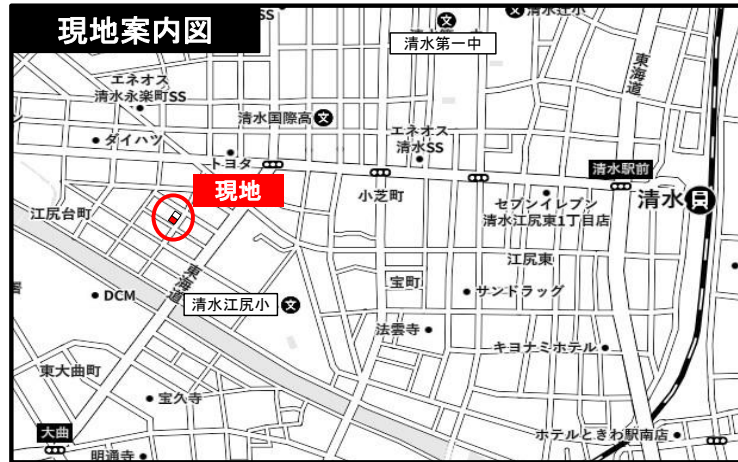 現地案内図
SS
清水辻小
清水第一中
エネオス
清水永楽町SS
清水国際高
東海道
ダイハツ
エネオス
清水SS
トヨタ
清水駅前
現地
小芝町
セブンイレブン
清水江尻東1丁目店
清水
江尻台町
江尻東
東海道
宝町
DCM
清水江尻小
サンドラッグ
署
法雲寺
キヨナミホテル
東大曲町
宝久寺
大曲
ホテルときわ駅南店
明通寺